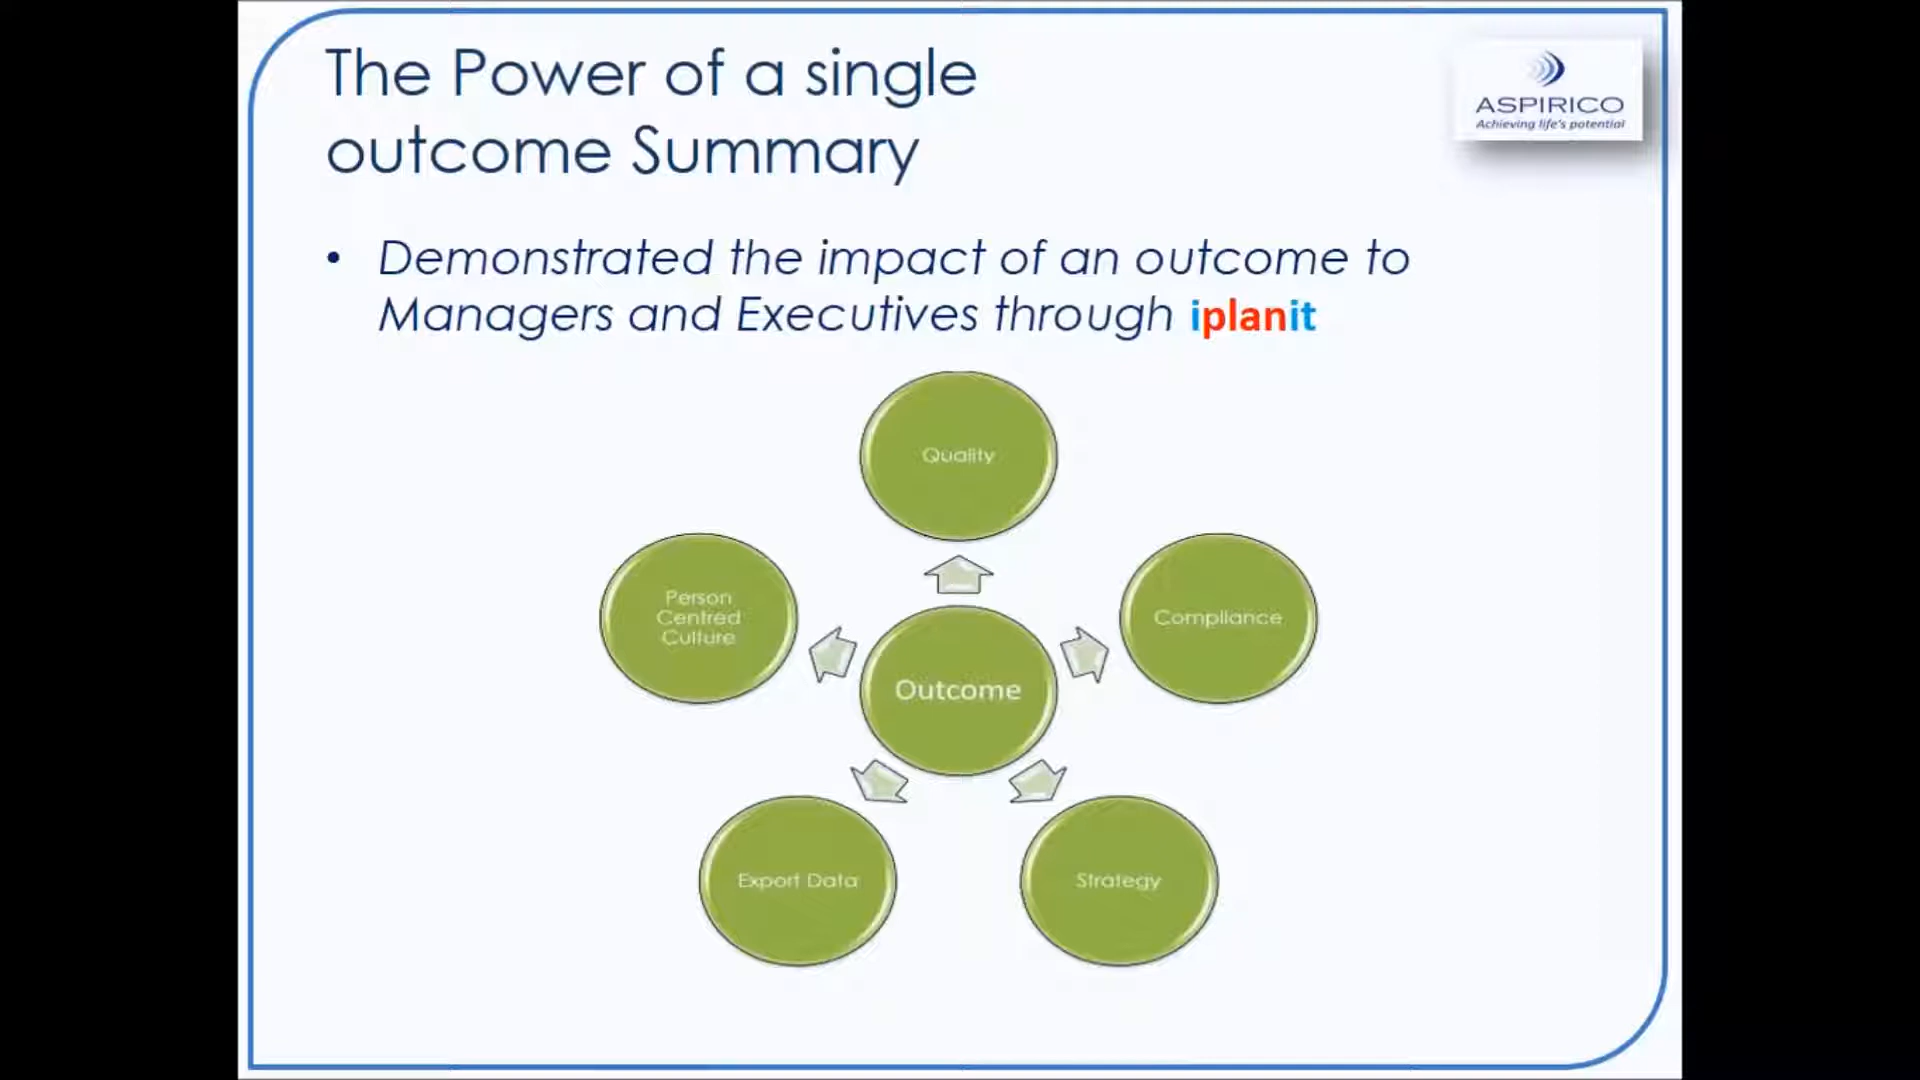 The Power of a single
outcome Summary
ASPIRICO
Achieving life's potential
• Demonstrated the impact of an outcome to
Managers and Executives through iplanit
Quality
Person
Centred
Culture
Compliance
Outcome
Export Data
Strategy